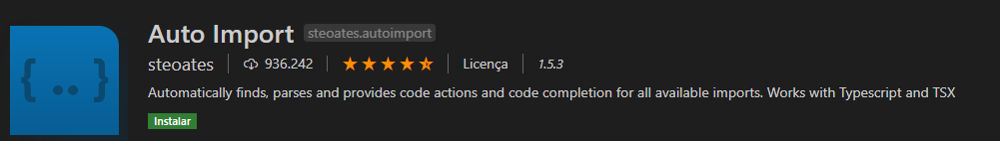 Auto Import steoates.autoimport
steoates 936.242 Licença 1.5.3
Automatically finds, parses and provides code actions and code completion for all available imports. Works with Typescript and TSX
Instalar
{ .. }